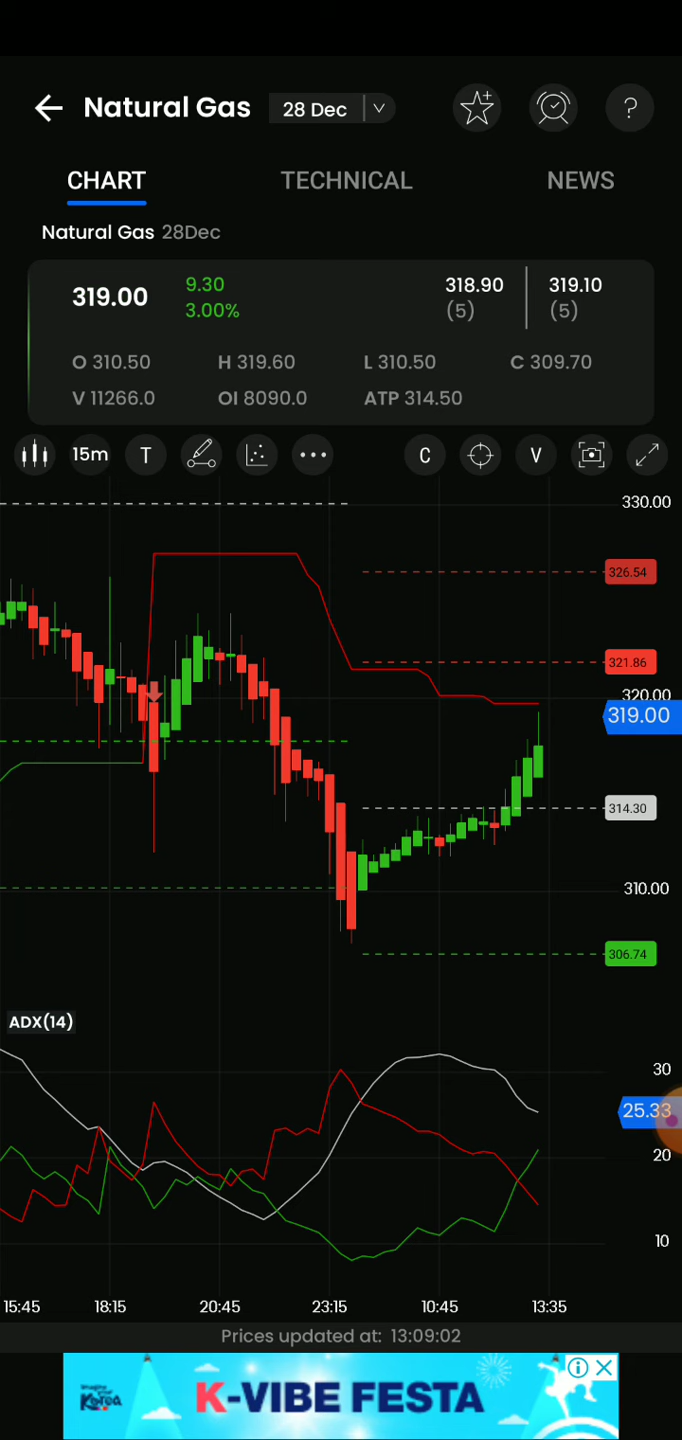 Natural Gas 28 Dec ?
CHART TECHNICAL NEWS
Natural Gas 28Dec
319.00 9.30 318.90 319.10
3.00% (5) (5)
O 310.50 H 319.60 L 310.50 C 309.70
V 11266.0 OI 8090.0 ATP 314.50
15m T C V
330.00
326.54
321.86
320.00
319.00
314.30
310.00
306.74
ADX(14)
30
25.33
20
10
15:45 18:15 20:45 23:15 10:45 13:35
Prices updated at: 13:09:02
Imagine your Korea
K-VIBE FESTA